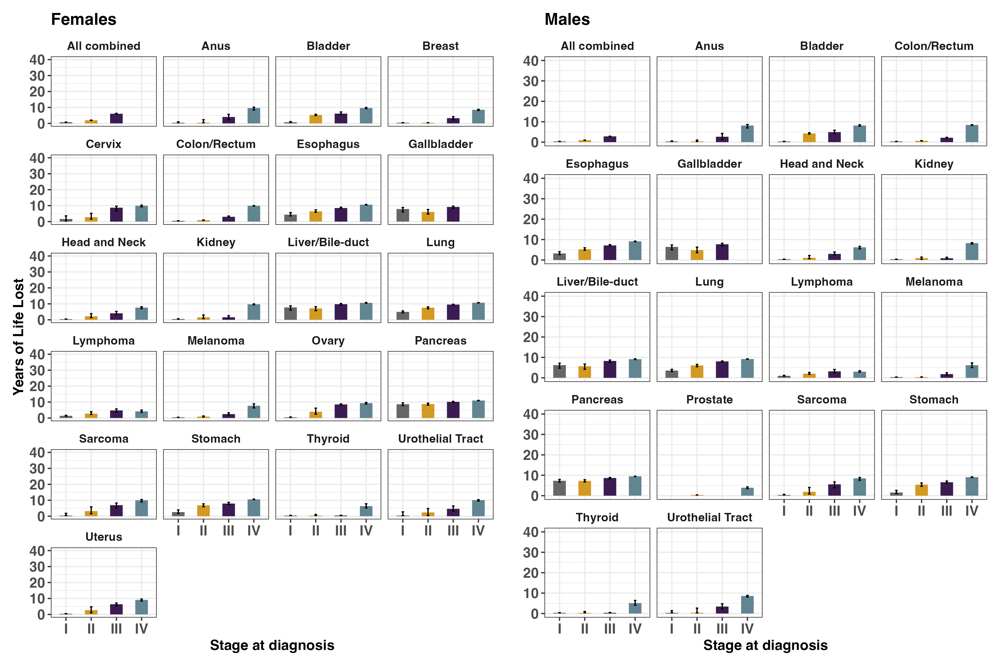 Females
All combined Anus Bladder Breast
40
30
20
10
0
Cervix Colon/Rectum Esophagus Gallbladder
40
30
20
10
0
Head and Neck Kidney Liver/Bile-duct Lung
40
30
20
10
0
Lymphoma Melanoma Ovary Pancreas
40
30
20
10
0
Sarcoma Stomach Thyroid Urothelial Tract
40
30
20
10
0
I II III IV I II III IV I II III IV
Uterus
40
30
20
10
0
I II III IV
Years of Life Lost
Stage at diagnosis
Males
All combined Anus Bladder Colon/Rectum
40
30
20
10
0
Esophagus Gallbladder Head and Neck Kidney
40
30
20
10
0
Liver/Bile-duct Lung Lymphoma Melanoma
40
30
20
10
0
Pancreas Prostate Sarcoma Stomach
40
30
20
10
0
I II III IV I II III IV
Thyroid Urothelial Tract
40
30
20
10
0
I II III IV I II III IV
Stage at diagnosis